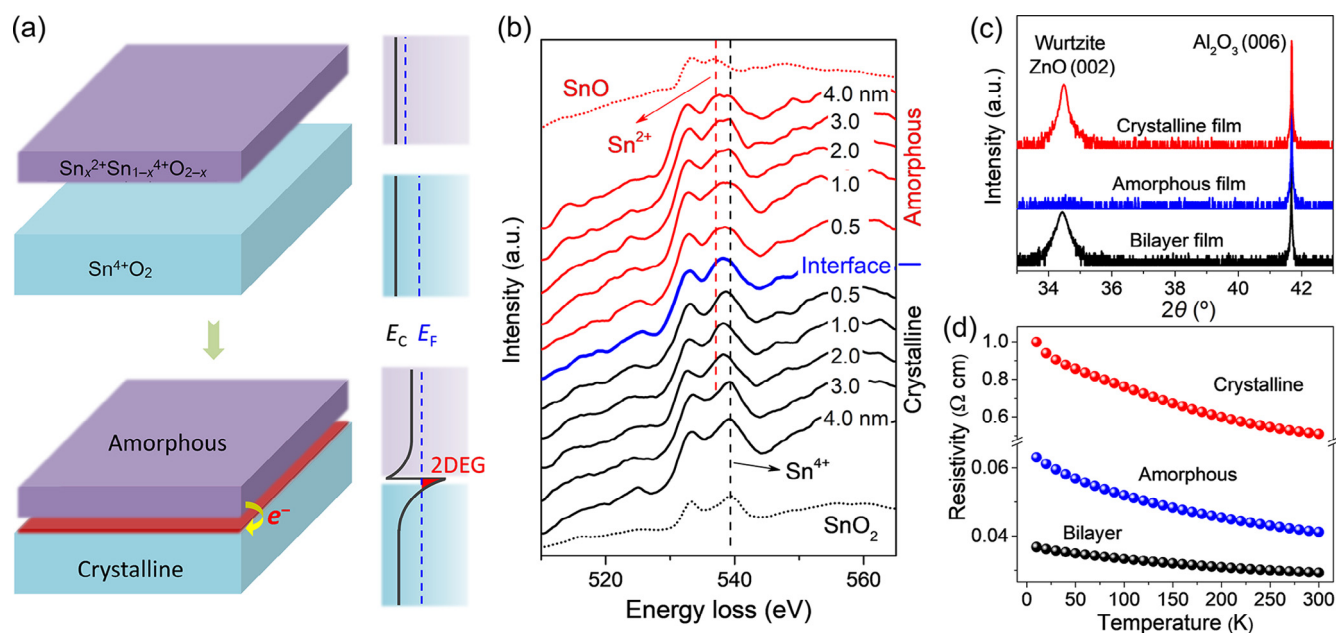 (a)
Snₓ²⁺Sn₁₋ₓ⁴⁺O₂₋ₓ
Sn⁴⁺O₂
E_C E_F
Amorphous
2DEG
e⁻
Crystalline
(b)
SnO
Sn²⁺
4.0 nm
3.0
2.0
1.0
0.5
Interface
0.5
1.0
2.0
3.0
4.0 nm
Sn⁴⁺
SnO₂
Amorphous
Crystalline
Intensity (a.u.)
520 540 560
Energy loss (eV)
(c)
Wurtzite
ZnO (002)
Al₂O₃ (006)
Crystalline film
Amorphous film
Bilayer film
Intensity (a.u.)
34 36 38 40 42
2θ (°)
(d)
1.0
0.8
0.6
0.06
0.04
Crystalline
Amorphous
Bilayer
Resistivity (Ω cm)
0 50 100 150 200 250 300
Temperature (K)